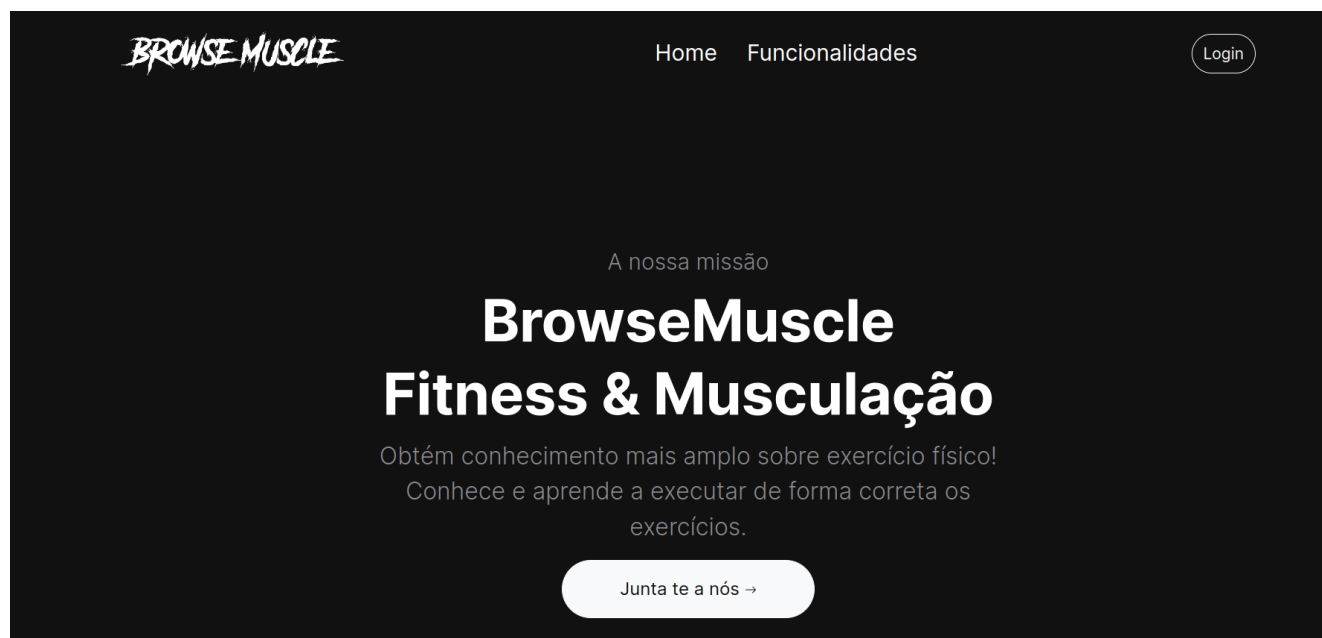 BROWSE MUSCLE
Home
Funcionalidades
Login
A nossa missão
BrowseMuscle
Fitness & Musculação
Obtém conhecimento mais amplo sobre exercício físico!
Conhece e aprende a executar de forma correta os
exercícios.
Junta te a nós →